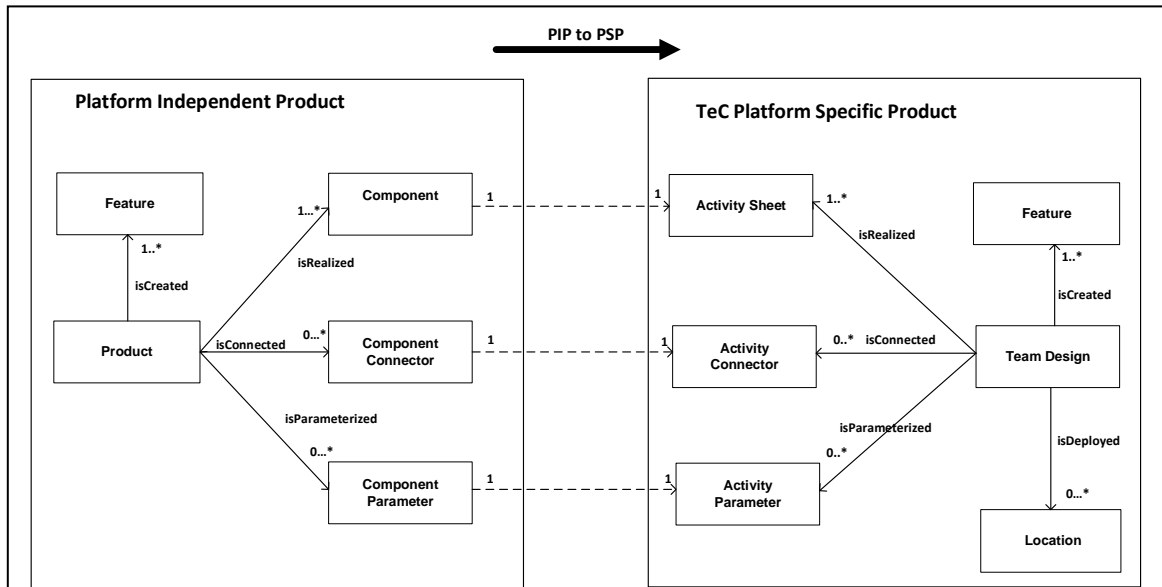 PIP to PSP
Platform Independent Product
Feature
1..*
isCreated
Product
isRealized
1...*
Component
isConnected
0...*
Component
Connector
isParameterized
0...*
Component
Parameter
1
1
1
1
1
1
TeC Platform Specific Product
Activity Sheet
1..*
isRealized
Activity
Connector
0..*
isConnected
isParameterized
0..*
Activity
Parameter
Feature
1..*
isCreated
Team Design
isDeployed
0...*
Location